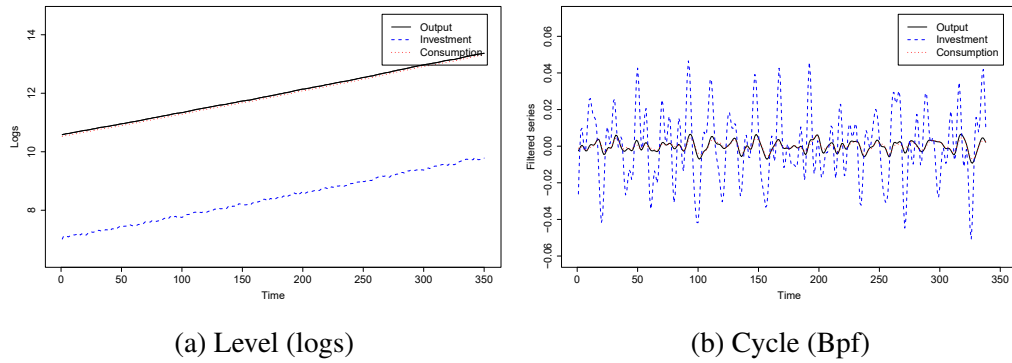 Output
Investment
Consumption
14
12
10
8
Logs
0 50 100 150 200 250 300 350
Time
(a) Level (logs)
Output
Investment
Consumption
0.06
0.04
0.02
0.00
−0.02
−0.04
−0.06
Filtered series
0 50 100 150 200 250 300 350
Time
(b) Cycle (Bpf)